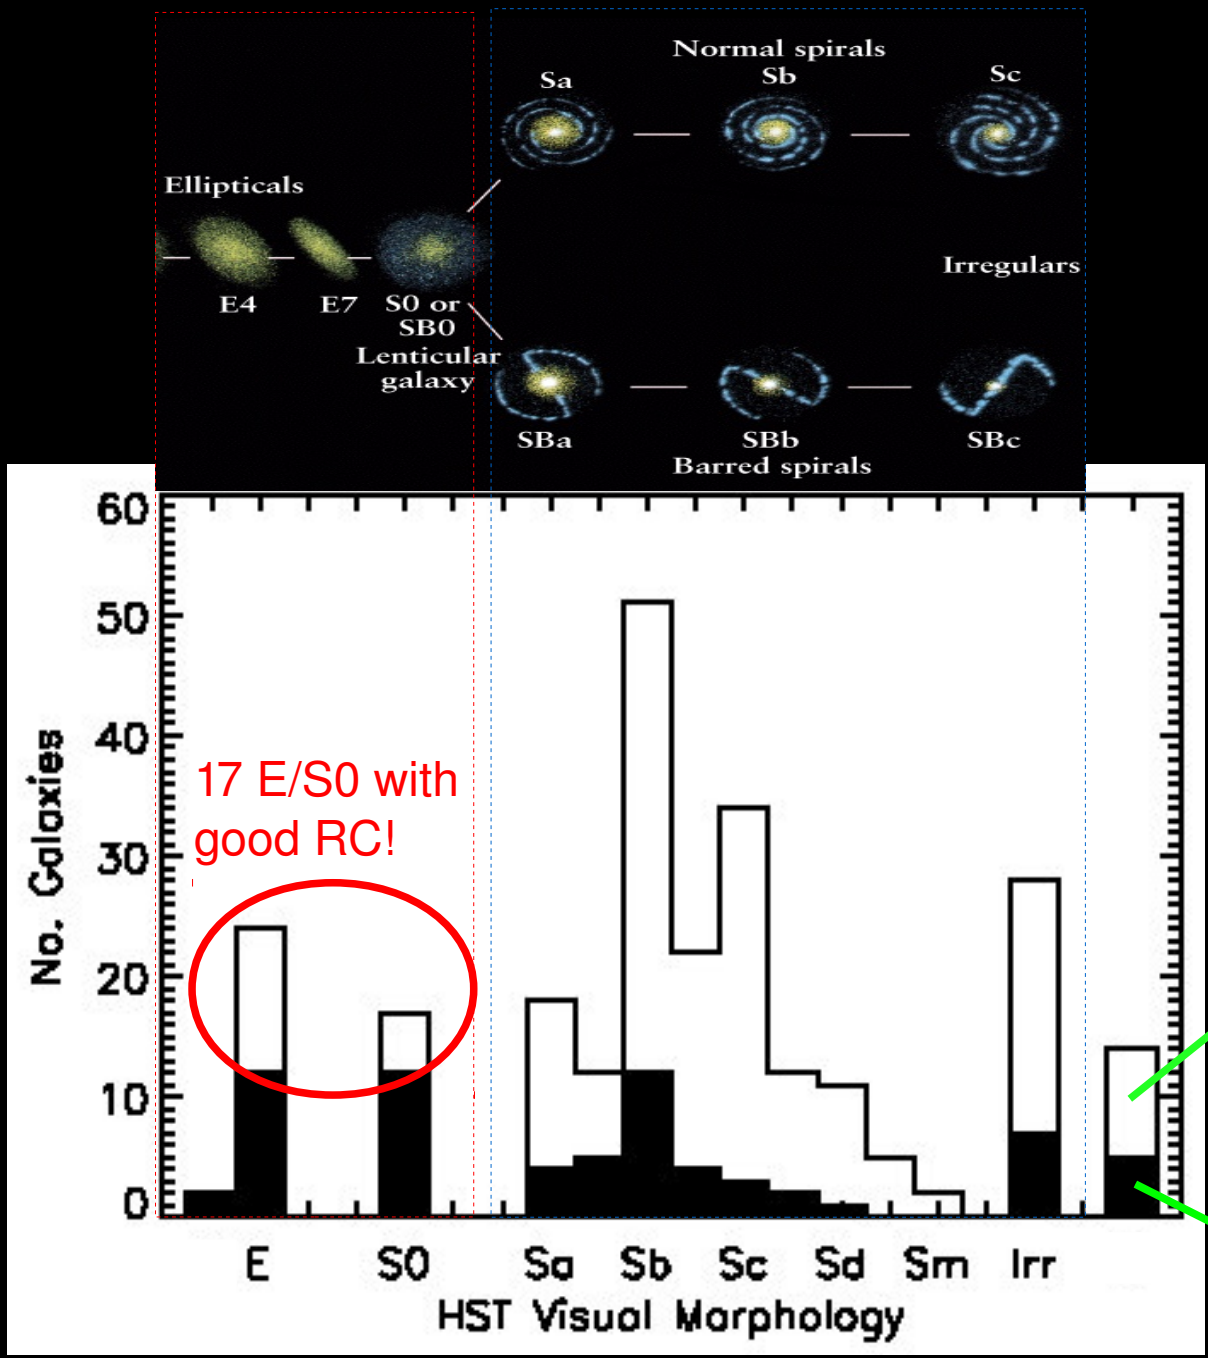 Normal spirals
Sa
Sb
Sc
Ellipticals
Irregulars
E4
E7
S0 or
SB0
Lenticular
galaxy
SBa
SBb
SBc
Barred spirals
60
50
40
30
20
10
0
No. Galaxies
17 E/S0 with
good RC!
E
S0
Sa
Sb
Sc
Sd
Sm
Irr
HST Visual Morphology